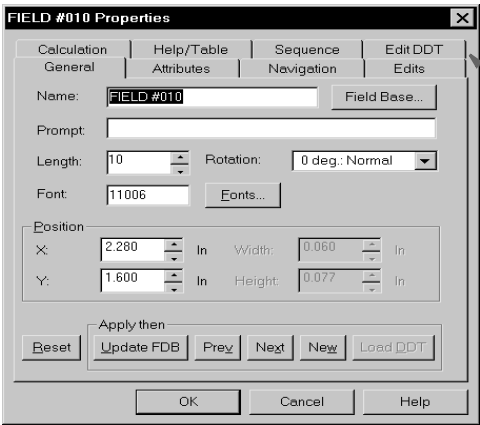 FIELD #010 Properties
Calculation Help/Table Sequence Edit DDT
General Attributes Navigation Edits
Name: FIELD #010 Field Base...
Prompt:
Length: 10 Rotation: 0 deg.: Normal
Font: 11006 Fonts...
Position
X: 2.280 In Width: 0.060 In
Y: 1.600 In Height: 0.077 In
Apply then
Reset Update FDB Prev Next New Load DDT
OK Cancel Help